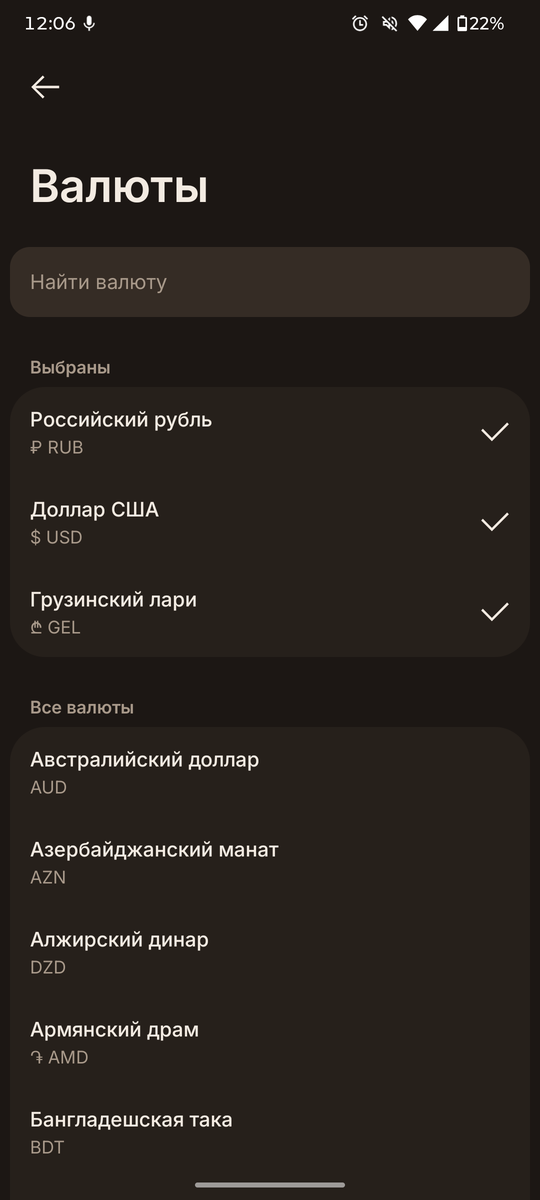 12:06
22%
Валюты
Найти валюту
Выбраны
Российский рубль
₽ RUB
Доллар США
$ USD
Грузинский лари
₾ GEL
Все валюты
Австралийский доллар
AUD
Азербайджанский манат
AZN
Алжирский динар
DZD
Армянский драм
֏ AMD
Бангладешская така
BDT